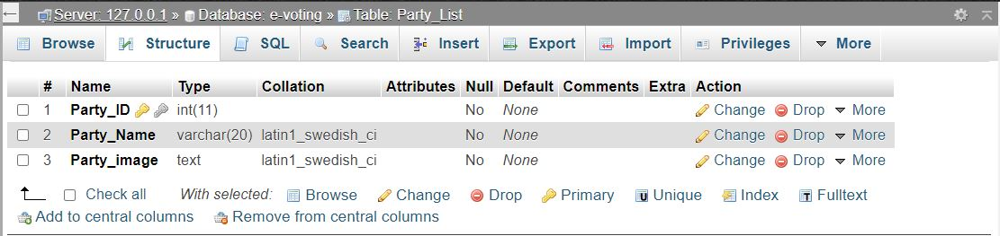 Server: 127.0.0.1 » Database: e-voting » Table: Party_List
Browse Structure SQL Search Insert Export Import Privileges More
# Name Type Collation Attributes Null Default Comments Extra Action
1 Party_ID int(11) No None Change Drop More
2 Party_Name varchar(20) latin1_swedish_ci No None Change Drop More
3 Party_image text latin1_swedish_ci No None Change Drop More
Check all With selected: Browse Change Drop Primary Unique Index Fulltext
Add to central columns Remove from central columns